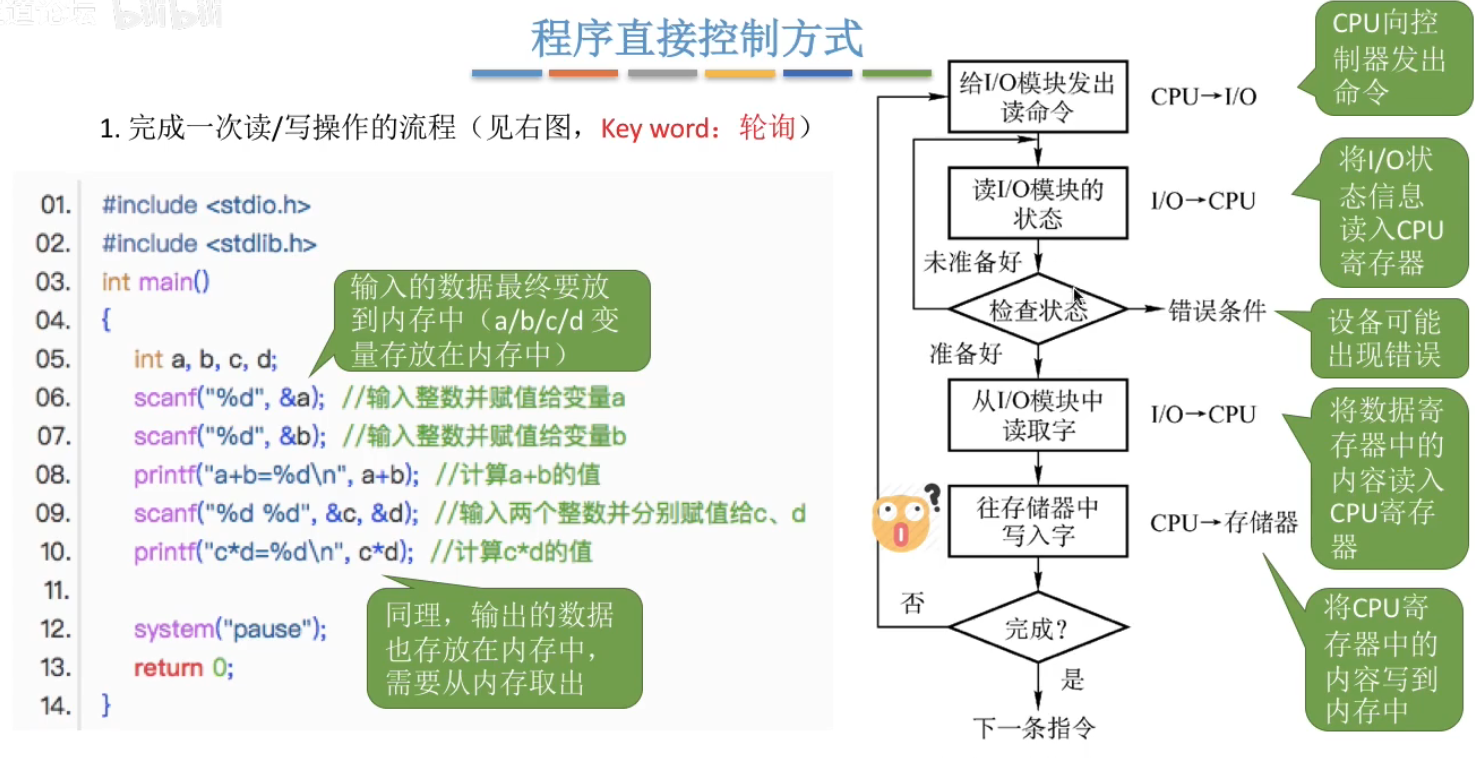 程序直接控制方式
1. 完成一次读/写操作的流程（见右图，Key word：轮询）
01. #include <stdio.h>
02. #include <stdlib.h>
03. int main()
04. {
05. int a, b, c, d;
06. scanf("%d", &a); //输入整数并赋值给变量a
07. scanf("%d", &b); //输入整数并赋值给变量b
08. printf("a+b=%d\n", a+b); //计算a+b的值
09. scanf("%d %d", &c, &d); //输入两个整数并分别赋值给c、d
10. printf("c*d=%d\n", c*d); //计算c*d的值
11.
12. system("pause");
13. return 0;
14. }
输入的数据最终要放
到内存中（a/b/c/d 变
量存放在内存中）
同理，输出的数据
也存放在内存中，
需要从内存取出
给I/O模块发出
读命令
CPU→I/O
CPU向控
制器发出
命令
读I/O模块的
状态
I/O→CPU
将I/O状
态信息
读入CPU
寄存器
未准备好
检查状态
错误条件
设备可能
出现错误
准备好
从I/O模块中
读取字
I/O→CPU
将数据寄
存器中的
内容读入
CPU寄存
器
往存储器中
写入字
CPU→存储器
将CPU寄
存器中的
内容写到
内存中
否
完成？
是
下一条指令
bilibili